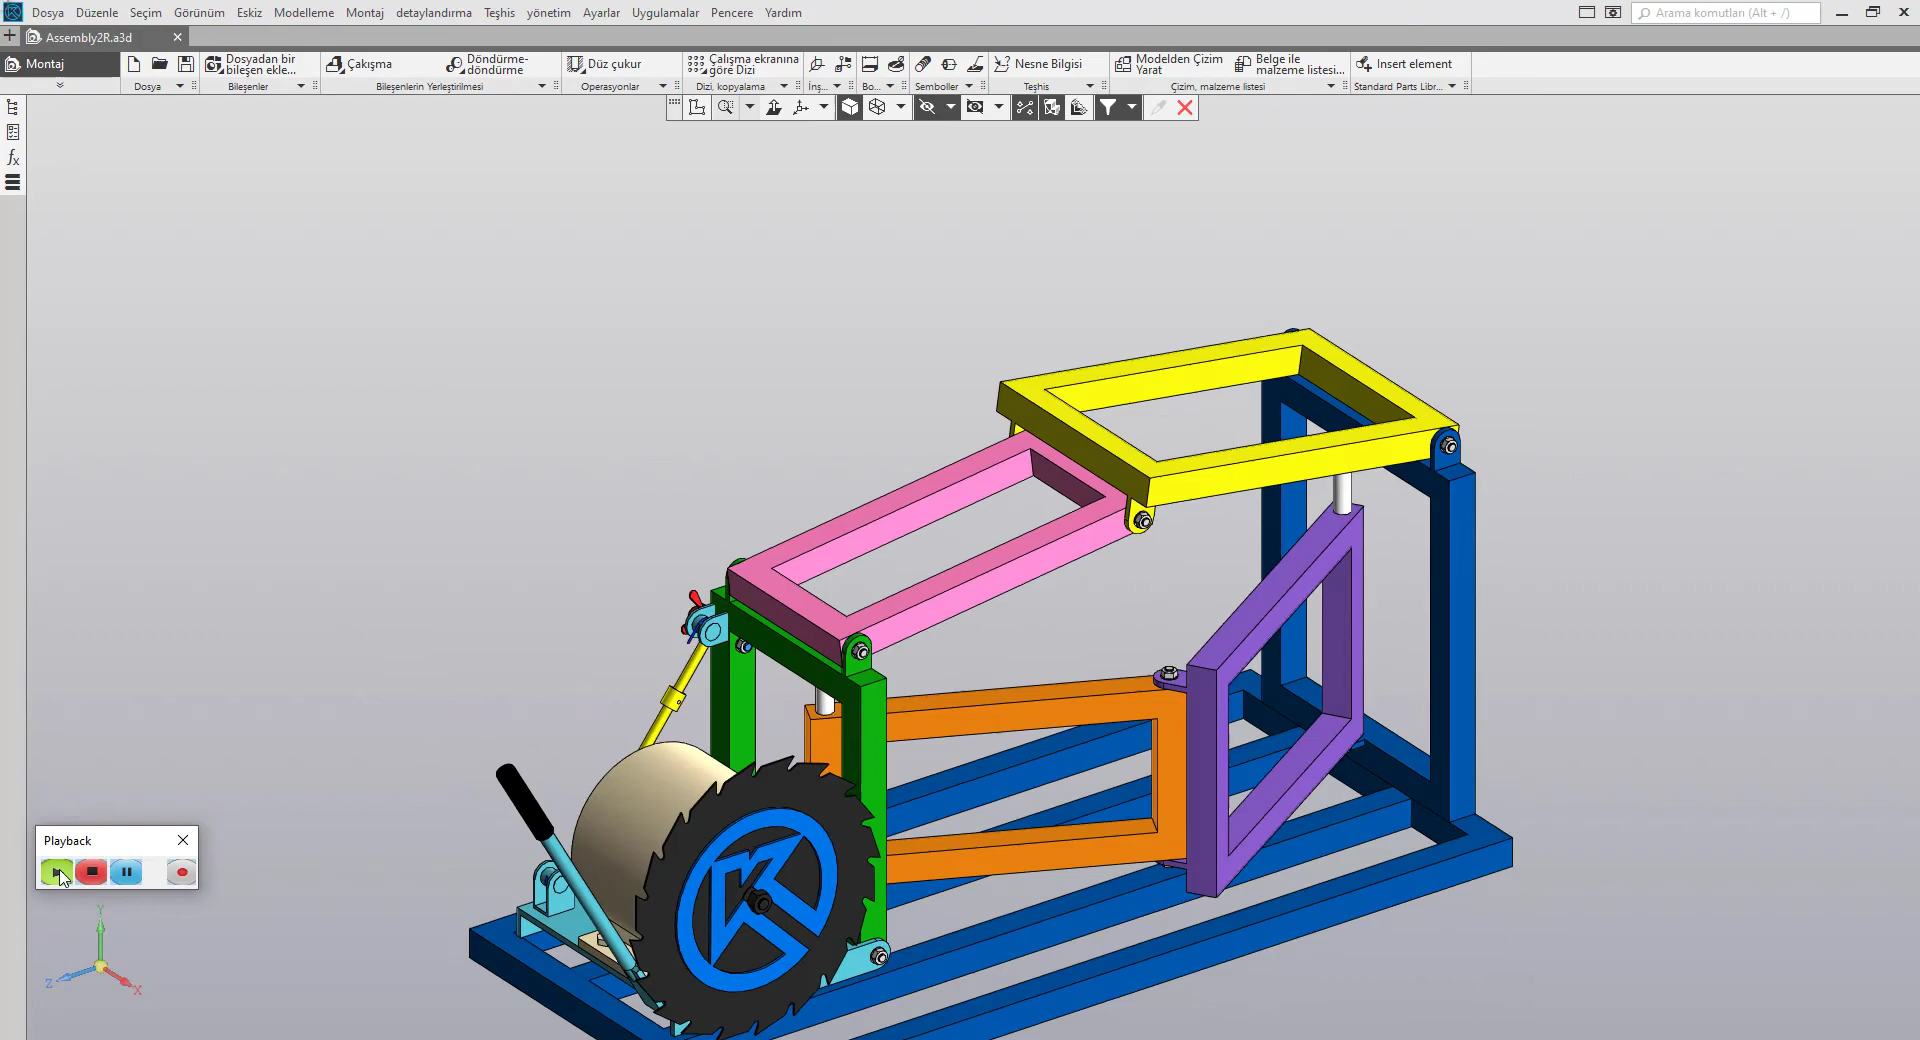 Dosya Düzenle Seçim Görünüm Eskiz Modelleme Montaj detaylandırma Teşhis yönetim Ayarlar Uygulamalar Pencere Yardım
Arama komutları (Alt + /)
Assembly2R.a3d
Montaj
Dosyadan bir
bileşen ekle...
Çakışma
Döndürme-
döndürme
Düz çukur
Çalışma ekranına
göre Dizi
Nesne Bilgisi
Modelden Çizim
Yarat
Belge ile
malzeme listesi...
Insert element
Dosya
Bileşenler
Bileşenlerin Yerleştirilmesi
Operasyonlar
Dizi, kopyalama
İnş...
Bo...
Semboller
Teşhis
Çizim, malzeme listesi
Standard Parts Libr...
fx
Playback
Y
Z
X